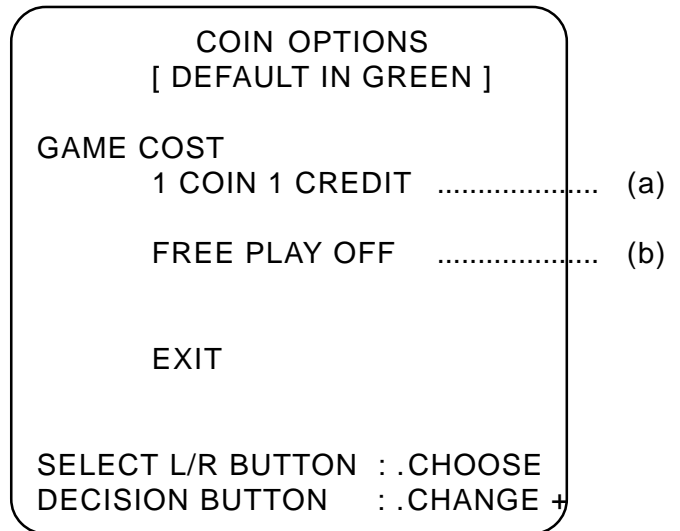 COIN OPTIONS
[ DEFAULT IN GREEN ]
GAME COST
1 COIN 1 CREDIT .................... (a)
FREE PLAY OFF .................... (b)
EXIT
SELECT L/R BUTTON : .CHOOSE
DECISION BUTTON : .CHANGE +